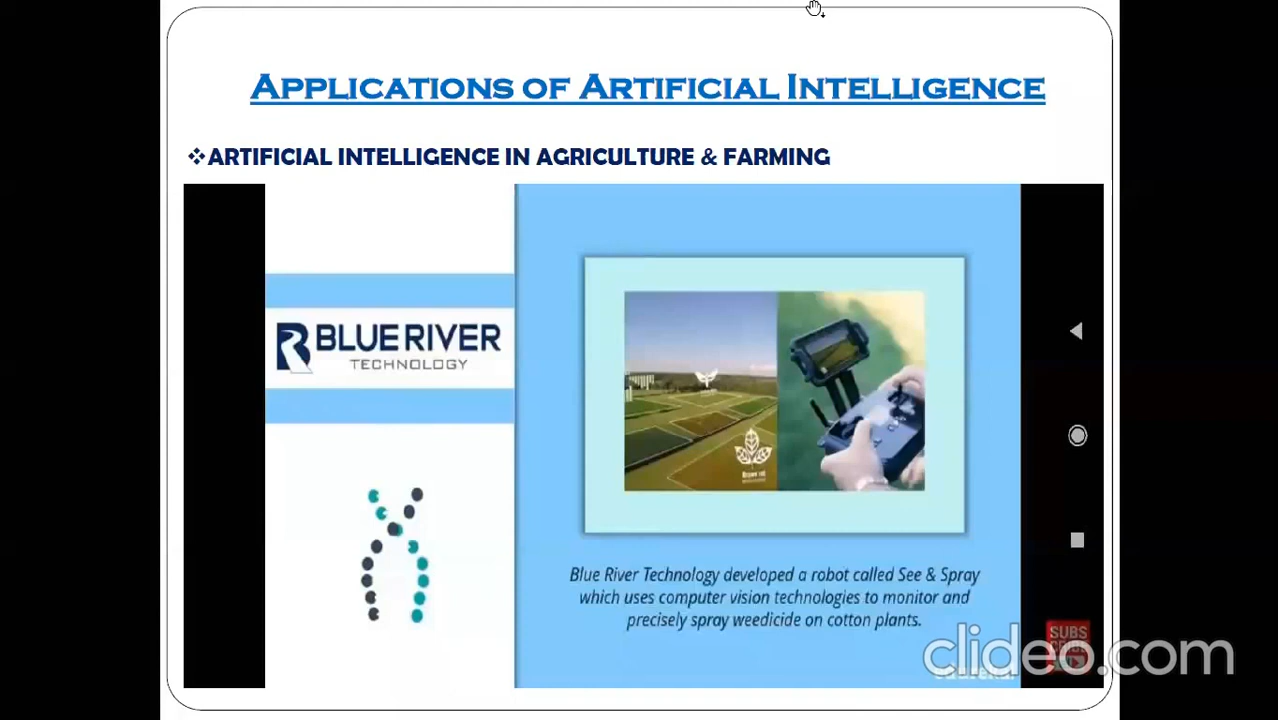 APPLICATIONS OF ARTIFICIAL INTELLIGENCE
❖ARTIFICIAL INTELLIGENCE IN AGRICULTURE & FARMING
BLUE RIVER
TECHNOLOGY
Blue River Technology developed a robot called See & Spray
which uses computer vision technologies to monitor and
precisely spray weedicide on cotton plants.
SUBS
clideo.com